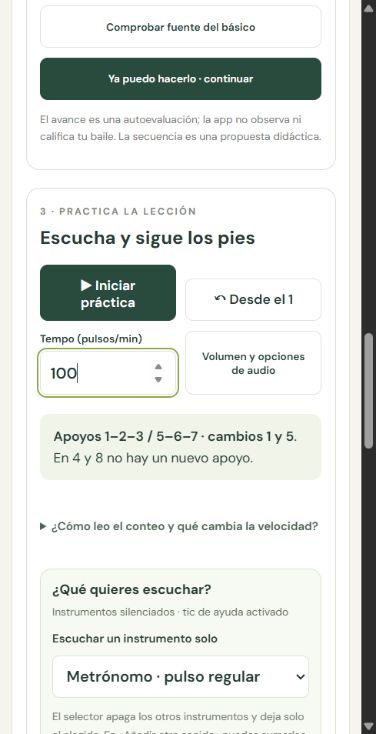 Comprobar fuente del básico
Ya puedo hacerlo · continuar
El avance es una autoevaluación; la app no observa ni
califica tu baile. La secuencia es una propuesta didáctica.
3 · PRACTICA LA LECCIÓN
Escucha y sigue los pies
▶ Iniciar
práctica
↶ Desde el 1
Tempo (pulsos/min)
100
Volumen y opciones
de audio
Apoyos 1–2–3 / 5–6–7 · cambios 1 y 5.
En 4 y 8 no hay un nuevo apoyo.
▶ ¿Cómo leo el conteo y qué cambia la velocidad?
¿Qué quieres escuchar?
Instrumentos silenciados · tic de ayuda activado
Escuchar un instrumento solo
Metrónomo · pulso regular
El selector apaga los otros instrumentos y deja solo